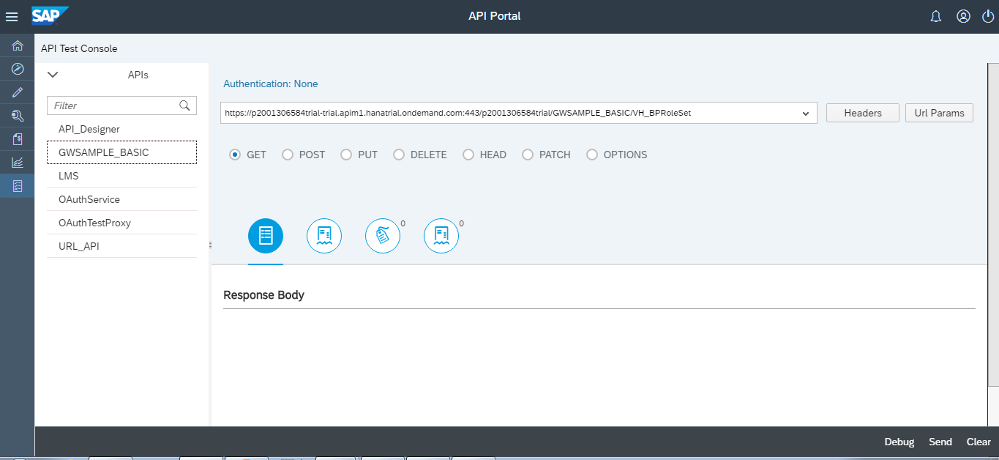 SAP
API Portal
API Test Console
APIs
Filter
API_Designer
GWSAMPLE_BASIC
LMS
OAuthService
OAuthTestProxy
URL_API
Authentication: None
https://p2001306584trial-trial.apim1.hanatrial.ondemand.com:443/p2001306584trial/GWSAMPLE_BASIC/VH_BPRoleSet
Headers
Url Params
GET POST PUT DELETE HEAD PATCH OPTIONS
0 0
Response Body
Debug Send Clear